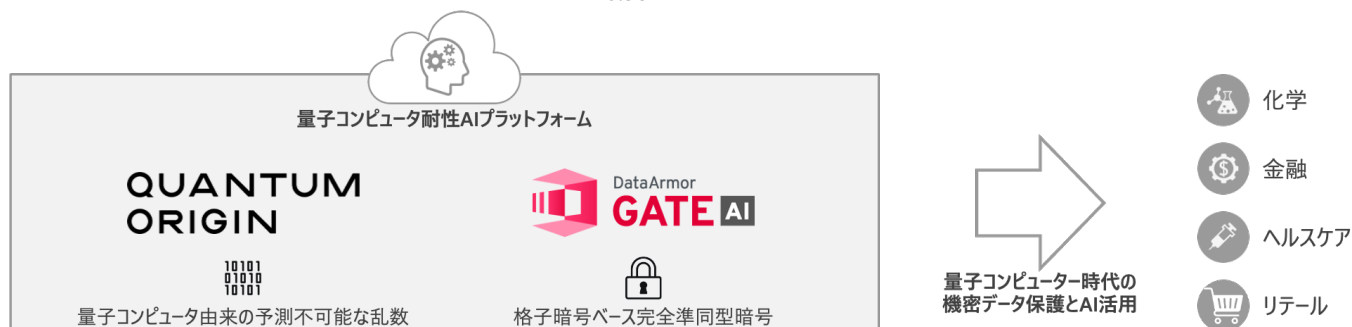 量子コンピュータ耐性AIプラットフォーム
QUANTUM
ORIGIN
DataArmor
GATE AI
10101
01010
10101
量子コンピュータ由来の予測不可能な乱数
格子暗号ベース完全準同型暗号
量子コンピューター時代の
機密データ保護とAI活用
化学
金融
ヘルスケア
リテール